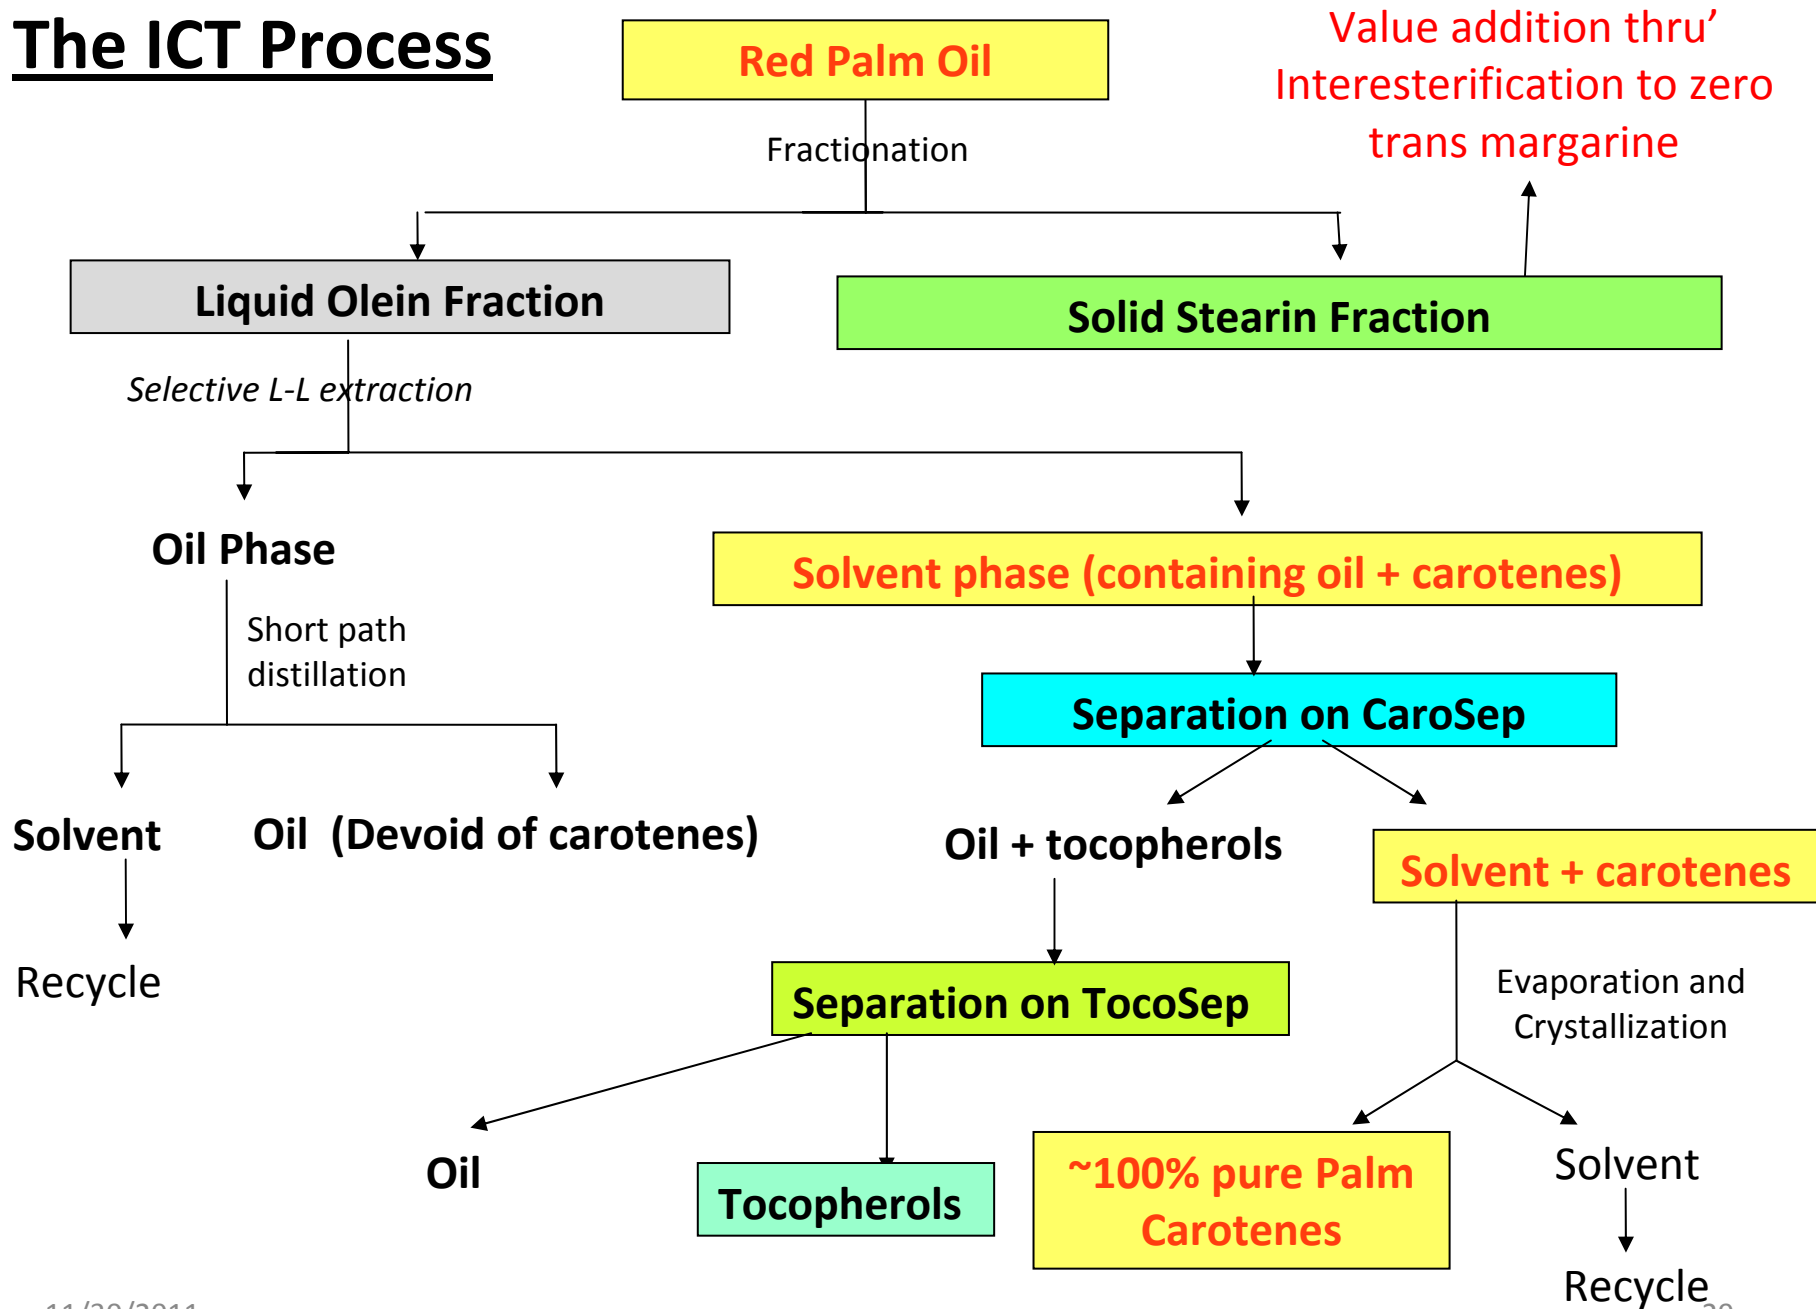 The ICT Process
Red Palm Oil
Value addition thru’
Interesterification to zero
trans margarine
Fractionation
Liquid Olein Fraction
Solid Stearin Fraction
Selective L-L extraction
Oil Phase
Solvent phase (containing oil + carotenes)
Short path
distillation
Separation on CaroSep
Solvent
Oil (Devoid of carotenes)
Oil + tocopherols
Solvent + carotenes
Recycle
Separation on TocoSep
Evaporation and
Crystallization
Oil
Tocopherols
~100% pure Palm
Carotenes
Solvent
Recycle